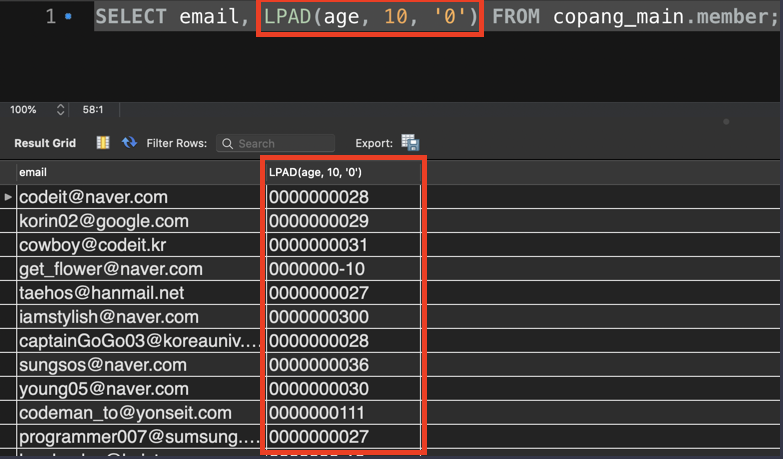 1 SELECT email, LPAD(age, 10, '0') FROM copang_main.member;
100% 58:1
Result Grid Filter Rows: Search Export:
email LPAD(age, 10, '0')
codeit@naver.com 0000000028
korin02@google.com 0000000029
cowboy@codeit.kr 0000000031
get_flower@naver.com 0000000-10
taehos@hanmail.net 0000000027
iamstylish@naver.com 0000000300
captainGoGo03@koreauniv.... 0000000028
sungsos@naver.com 0000000036
young05@naver.com 0000000030
codeman_to@yonseit.com 0000000111
programmer007@sumsung.... 0000000027